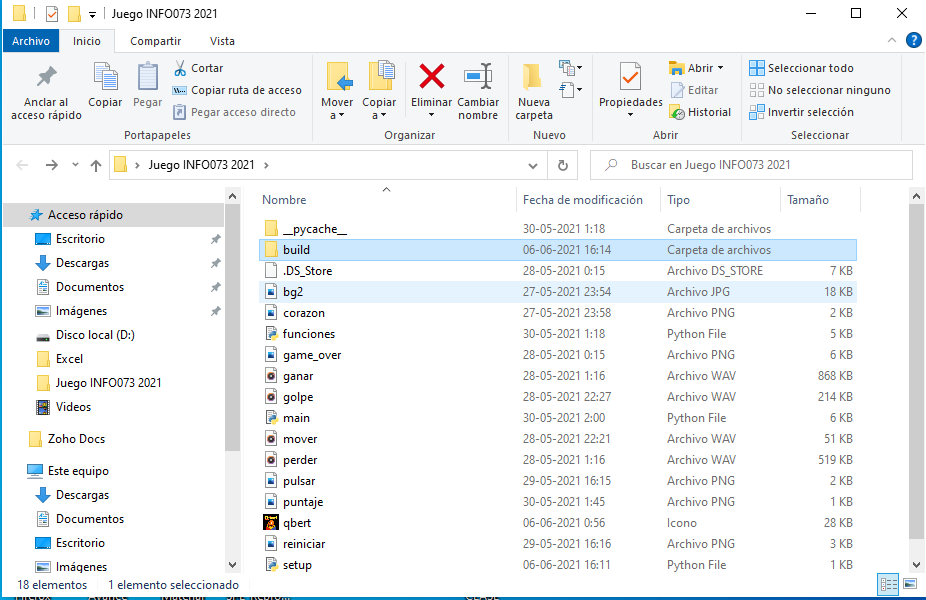 Juego INFO073 2021
Archivo Inicio Compartir Vista
Anclar al acceso rápido
Copiar
Pegar
Cortar
Copiar ruta de acceso
Pegar acceso directo
Portapapeles
Mover a
Copiar a
Eliminar
Cambiar nombre
Organizar
Nueva carpeta
Nuevo
Propiedades
Abrir
Editar
Historial
Abrir
Seleccionar todo
No seleccionar ninguno
Invertir selección
Seleccionar
Juego INFO073 2021
Buscar en Juego INFO073 2021
Acceso rápido
Escritorio
Descargas
Documentos
Imágenes
Disco local (D:)
Excel
Juego INFO073 2021
Videos
Zoho Docs
Este equipo
Descargas
Documentos
Escritorio
Imágenes
Nombre Fecha de modificación Tipo Tamaño
__pycache__ 30-05-2021 1:18 Carpeta de archivos
build 06-06-2021 16:14 Carpeta de archivos
.DS_Store 28-05-2021 0:15 Archivo DS_STORE 7 KB
bg2 27-05-2021 23:54 Archivo JPG 18 KB
corazon 27-05-2021 23:58 Archivo PNG 2 KB
funciones 30-05-2021 1:18 Python File 5 KB
game_over 28-05-2021 0:15 Archivo PNG 6 KB
ganar 28-05-2021 1:16 Archivo WAV 868 KB
golpe 28-05-2021 22:27 Archivo WAV 214 KB
main 30-05-2021 2:00 Python File 6 KB
mover 28-05-2021 22:21 Archivo WAV 51 KB
perder 28-05-2021 1:16 Archivo WAV 519 KB
pulsar 29-05-2021 16:15 Archivo PNG 2 KB
puntaje 30-05-2021 1:45 Archivo PNG 1 KB
qbert 06-06-2021 0:56 Icono 28 KB
reiniciar 29-05-2021 16:16 Archivo PNG 3 KB
setup 06-06-2021 16:11 Python File 1 KB
18 elementos 1 elemento seleccionado